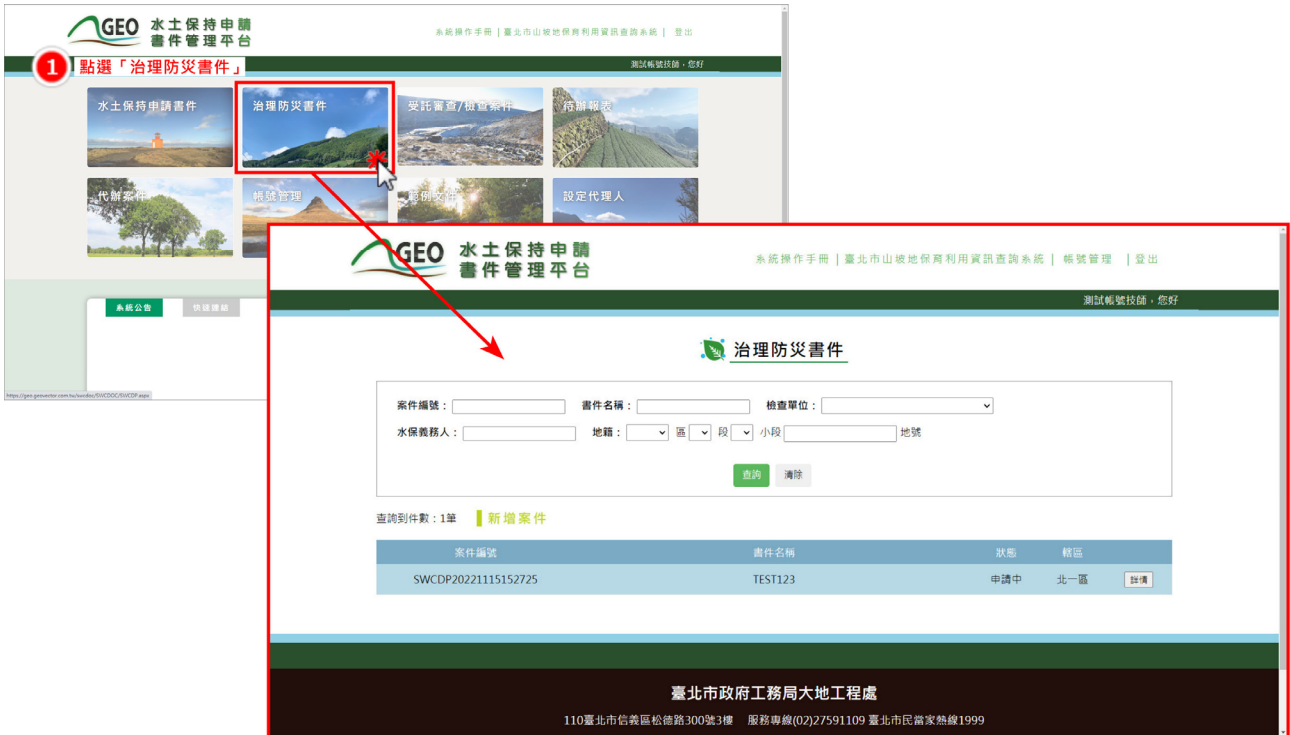 GEO 水土保持申請
書件管理平台
系統操作手冊 | 臺北市山坡地保育利用資訊查詢系統 | 登出
測試帳號技師，您好
1 點選「治理防災書件」
水土保持申請書件 治理防災書件 受託審查/檢查案件 待辦報表
代辦案件 帳號管理 範例文件 設定代理人
系統公告 快速連結
https://geo.geovector.com.tw/swcdoc/SWCDOC/SWCDP.aspx
GEO 水土保持申請
書件管理平台
系統操作手冊 | 臺北市山坡地保育利用資訊查詢系統 | 帳號管理 | 登出
測試帳號技師，您好
治理防災書件
案件編號： 書件名稱： 檢查單位：
水保義務人： 地籍： 區 段 小段 地號
查詢 清除
查詢到件數：1筆 新增案件
案件編號 書件名稱 狀態 轄區
SWCDP20221115152725 TEST123 申請中 北一區 詳情
臺北市政府工務局大地工程處
110臺北市信義區松德路300號3樓 服務專線(02)27591109 臺北市民當家熱線1999